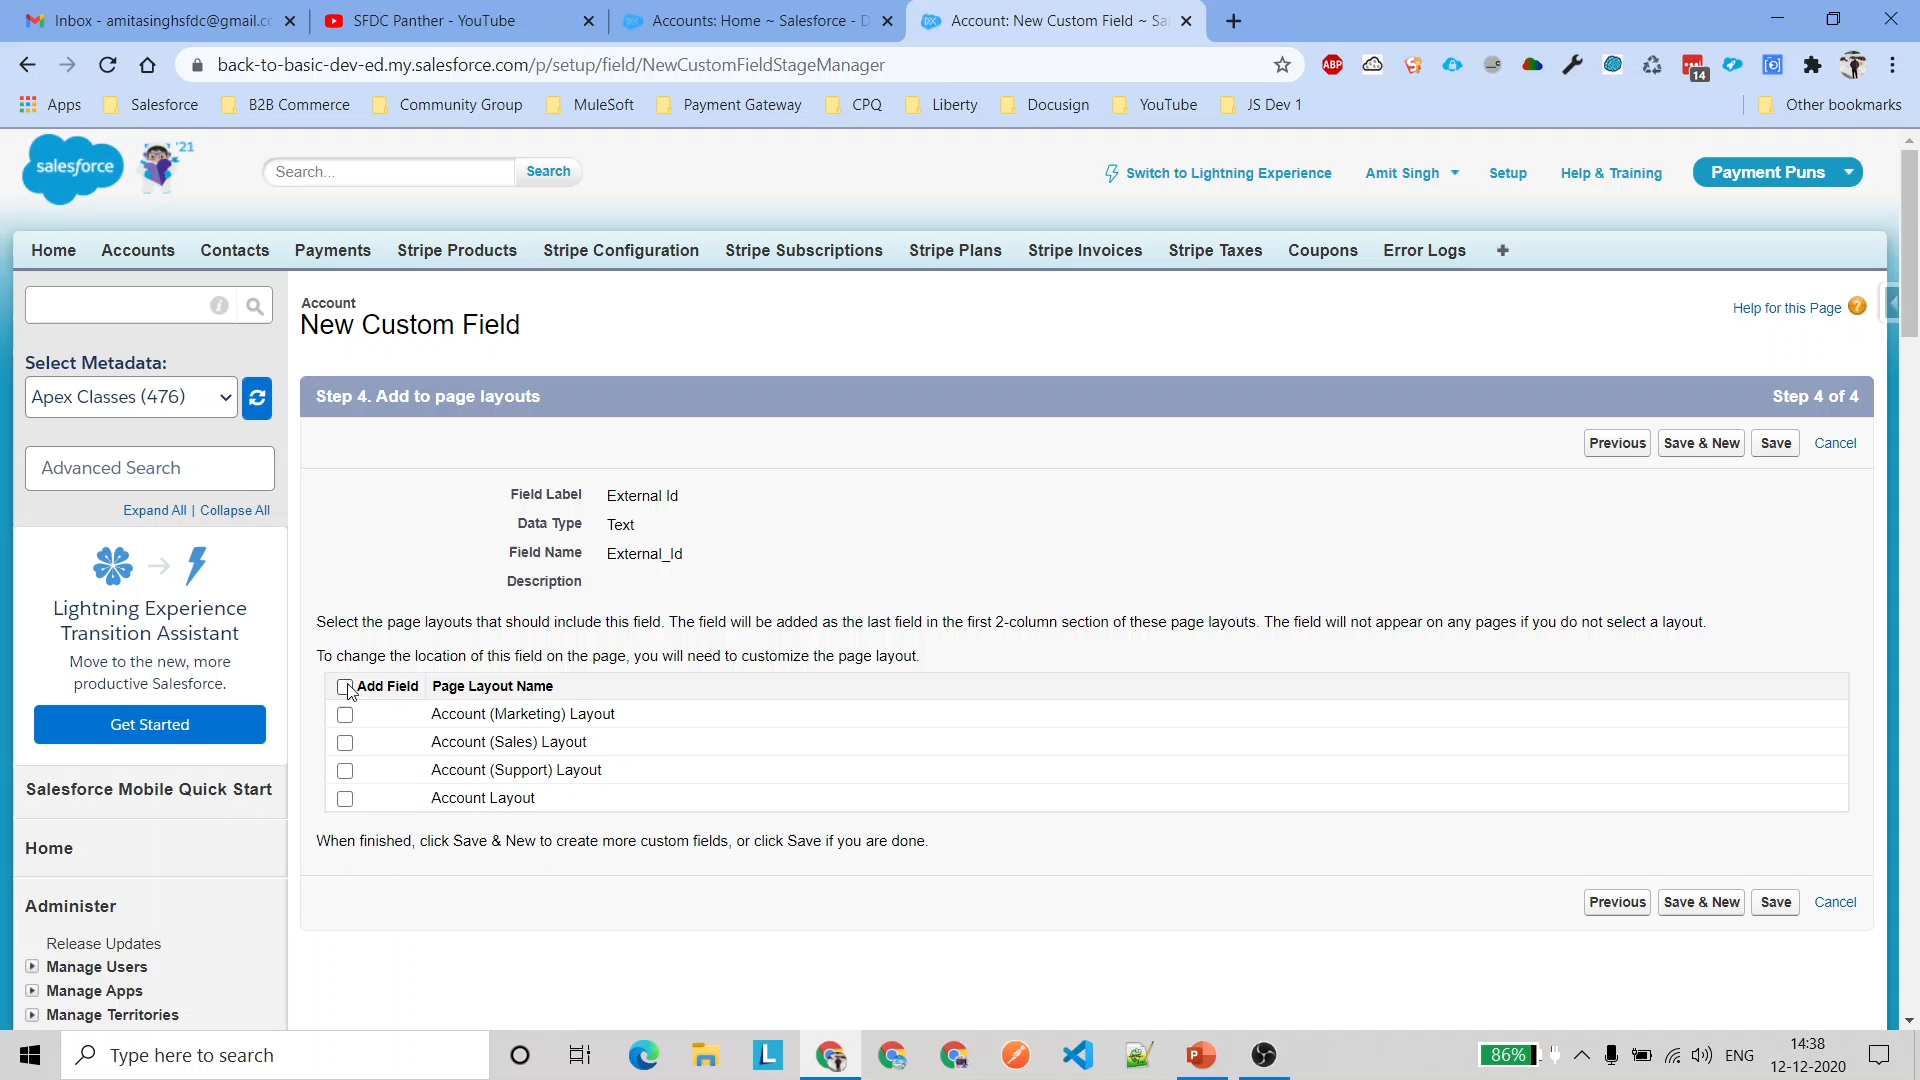 Inbox - amitasinghsfdc@gmail.c
SFDC Panther - YouTube
Accounts: Home ~ Salesforce - D
Account: New Custom Field ~ Sa
back-to-basic-dev-ed.my.salesforce.com/p/setup/field/NewCustomFieldStageManager
ABP
14
Apps
Salesforce
B2B Commerce
Community Group
MuleSoft
Payment Gateway
CPQ
Liberty
Docusign
YouTube
JS Dev 1
Other bookmarks
salesforce
'21
Search...
Search
Switch to Lightning Experience
Amit Singh
Setup
Help & Training
Payment Puns
Home
Accounts
Contacts
Payments
Stripe Products
Stripe Configuration
Stripe Subscriptions
Stripe Plans
Stripe Invoices
Stripe Taxes
Coupons
Error Logs
Select Metadata:
Apex Classes (476)
Advanced Search
Expand All | Collapse All
Lightning Experience
Transition Assistant
Move to the new, more
productive Salesforce.
Get Started
Salesforce Mobile Quick Start
Home
Administer
Release Updates
Manage Users
Manage Apps
Manage Territories
Account
New Custom Field
Help for this Page
Step 4. Add to page layouts
Step 4 of 4
Previous
Save & New
Save
Cancel
Field Label External Id
Data Type Text
Field Name External_Id
Description
Select the page layouts that should include this field. The field will be added as the last field in the first 2-column section of these page layouts. The field will not appear on any pages if you do not select a layout.
To change the location of this field on the page, you will need to customize the page layout.
Add Field Page Layout Name
Account (Marketing) Layout
Account (Sales) Layout
Account (Support) Layout
Account Layout
When finished, click Save & New to create more custom fields, or click Save if you are done.
Previous
Save & New
Save
Cancel
Type here to search
86%
ENG
14:38
12-12-2020